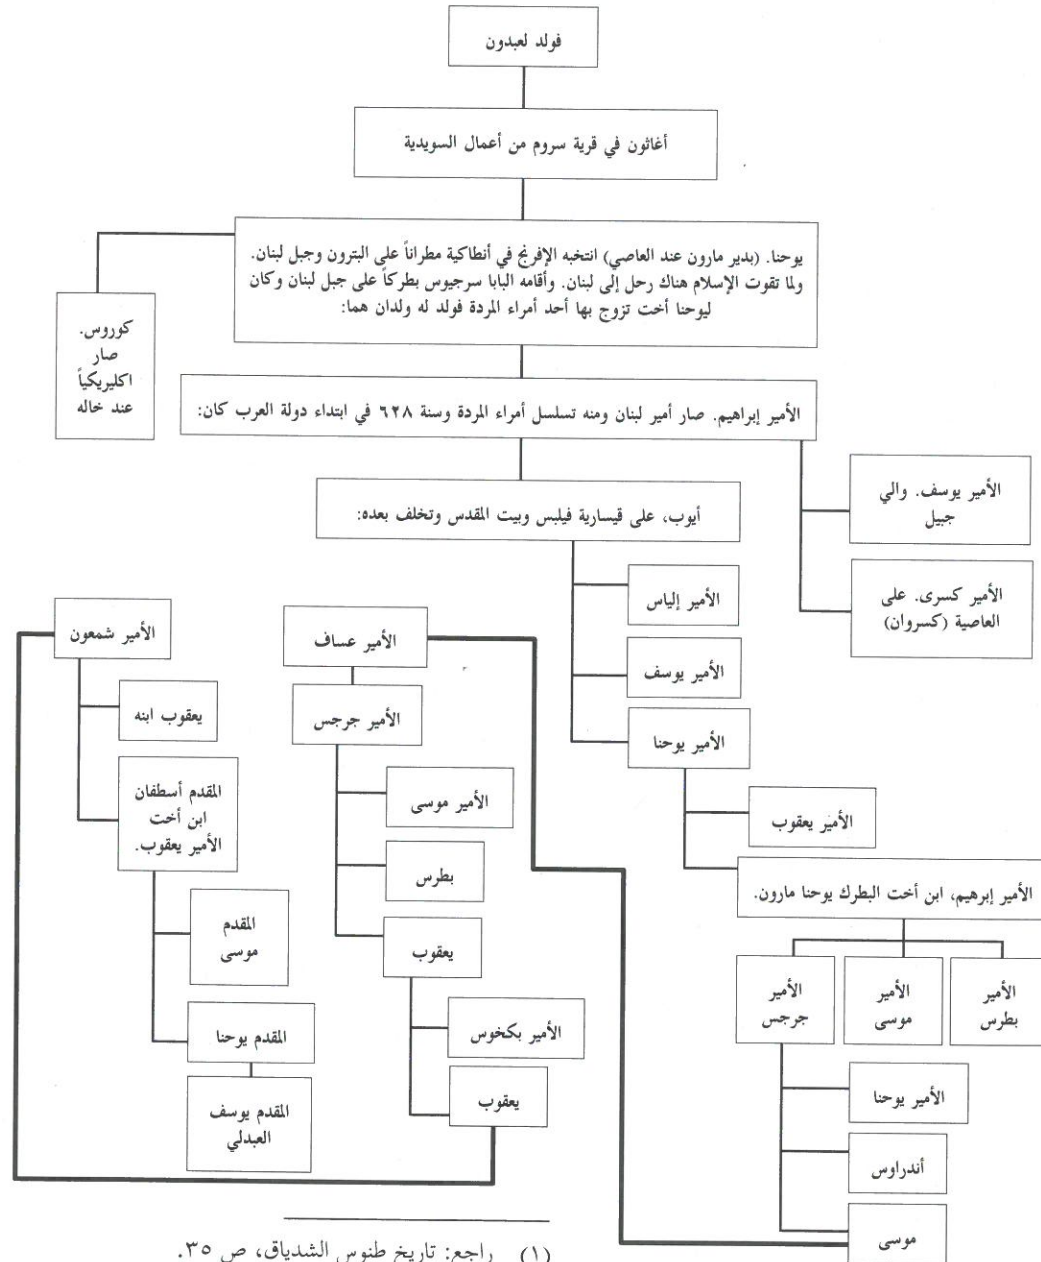 فولد لعبدون
أغاثون في قرية سروم من أعمال السويدية
يوحنا. (بدير مارون عند العاصي) انتخبه الإفرنج في أنطاكية مطراناً على البترون وجبل لبنان.
ولما تقوت الإسلام هناك رحل إلى لبنان. وأقامه البابا سرجيوس بطركاً على جبل لبنان وكان
ليوحنا أخت تزوج بها أحد أمراء المردة فولد له ولدان هما:
كوروس.
صار
اكليريكياً
عند خاله
الأمير إبراهيم. صار أمير لبنان ومنه تسلسل أمراء المردة وسنة ٦٢٨ في ابتداء دولة العرب كان:
الأمير يوسف. والي
جبيل
الأمير كسرى. على
العاصية (كسروان)
أيوب، على قيسارية فيلبس وبيت المقدس وتخلف بعده:
الأمير إلياس
الأمير يوسف
الأمير يوحنا
الأمير يعقوب
الأمير إبرهيم، ابن أخت البطرك يوحنا مارون.
الأمير
بطرس
الأمير
موسى
الأمير
جرجس
الأمير يوحنا
أندراوس
موسى
الأمير عساف
الأمير جرجس
الأمير موسى
بطرس
يعقوب
الأمير بكخوس
يعقوب
الأمير شمعون
يعقوب ابنه
المقدم أسطفان
ابن أخت
الأمير يعقوب.
المقدم
موسى
المقدم يوحنا
المقدم يوسف
العبدلي
(١) راجع: تاريخ طنوس الشدياق، ص ٣٥.